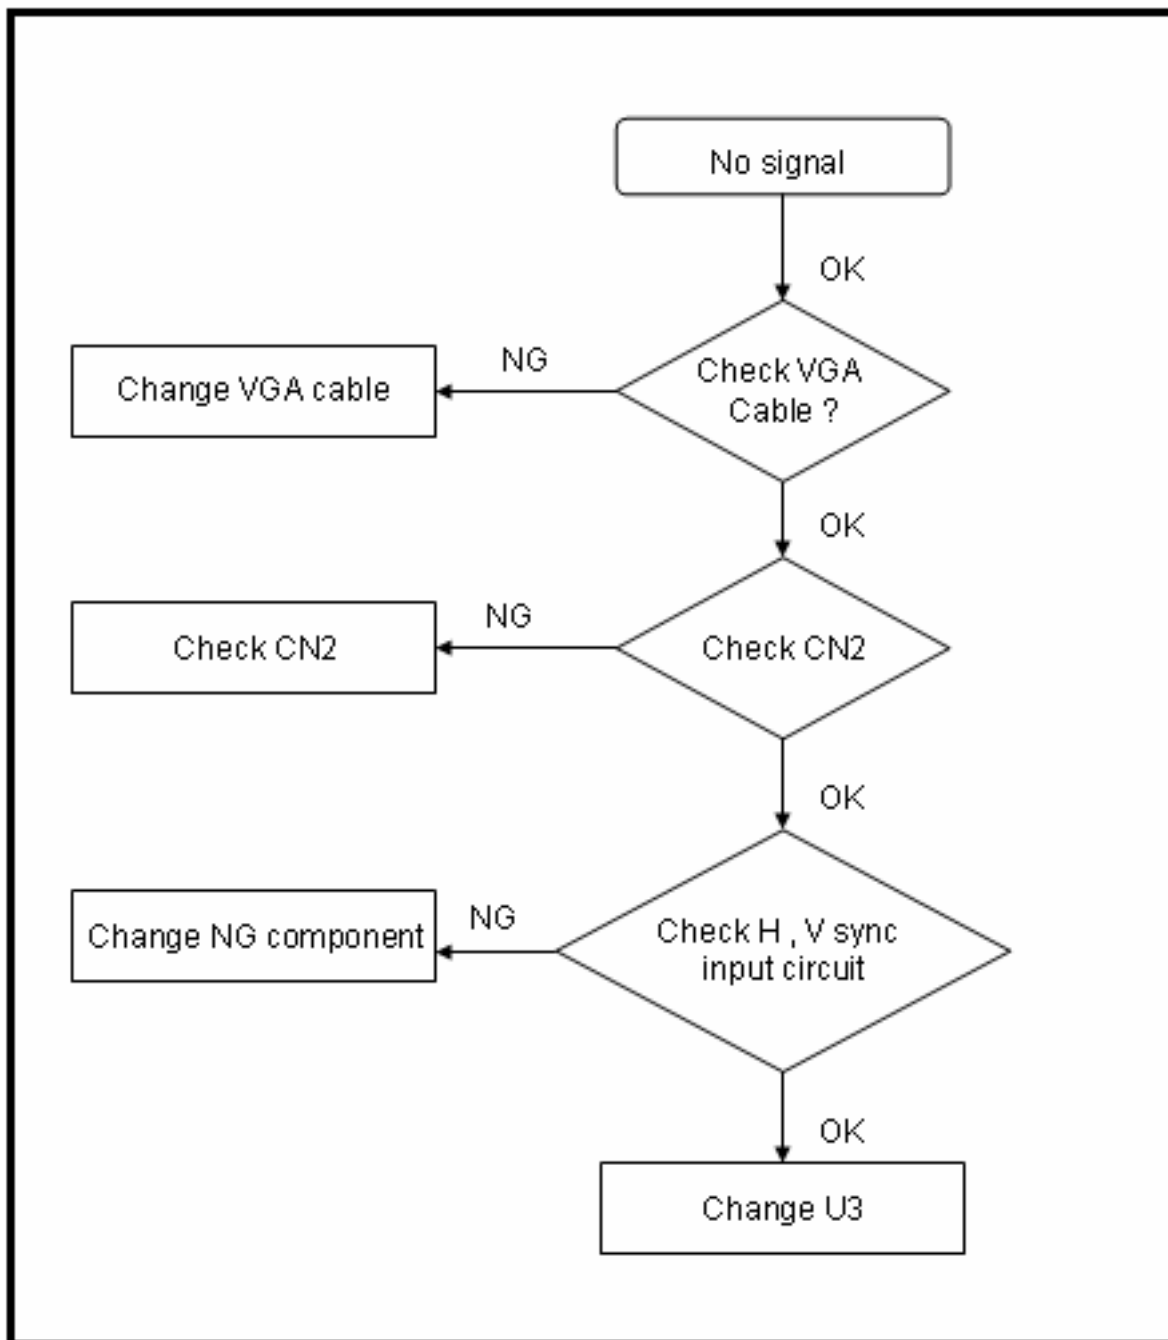 No signal
OK
NG
Change VGA cable
Check VGA
Cable ?
OK
NG
Check CN2
Check CN2
OK
NG
Change NG component
Check H , V sync
input circuit
OK
Change U3